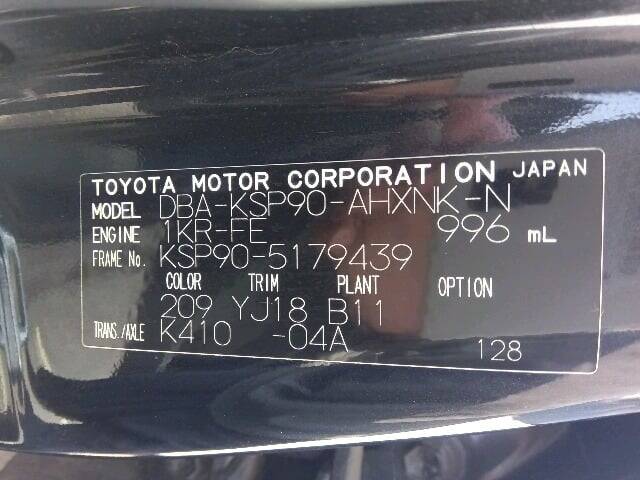 TOYOTA MOTOR CORPORATION JAPAN
MODEL DBA-KSP90-AHXNK-N
ENGINE 1KR-FE 996 mL
FRAME No. KSP90-5179439
COLOR TRIM PLANT OPTION
209 YJ18 B11
TRANS./AXLE K410 -04A
128